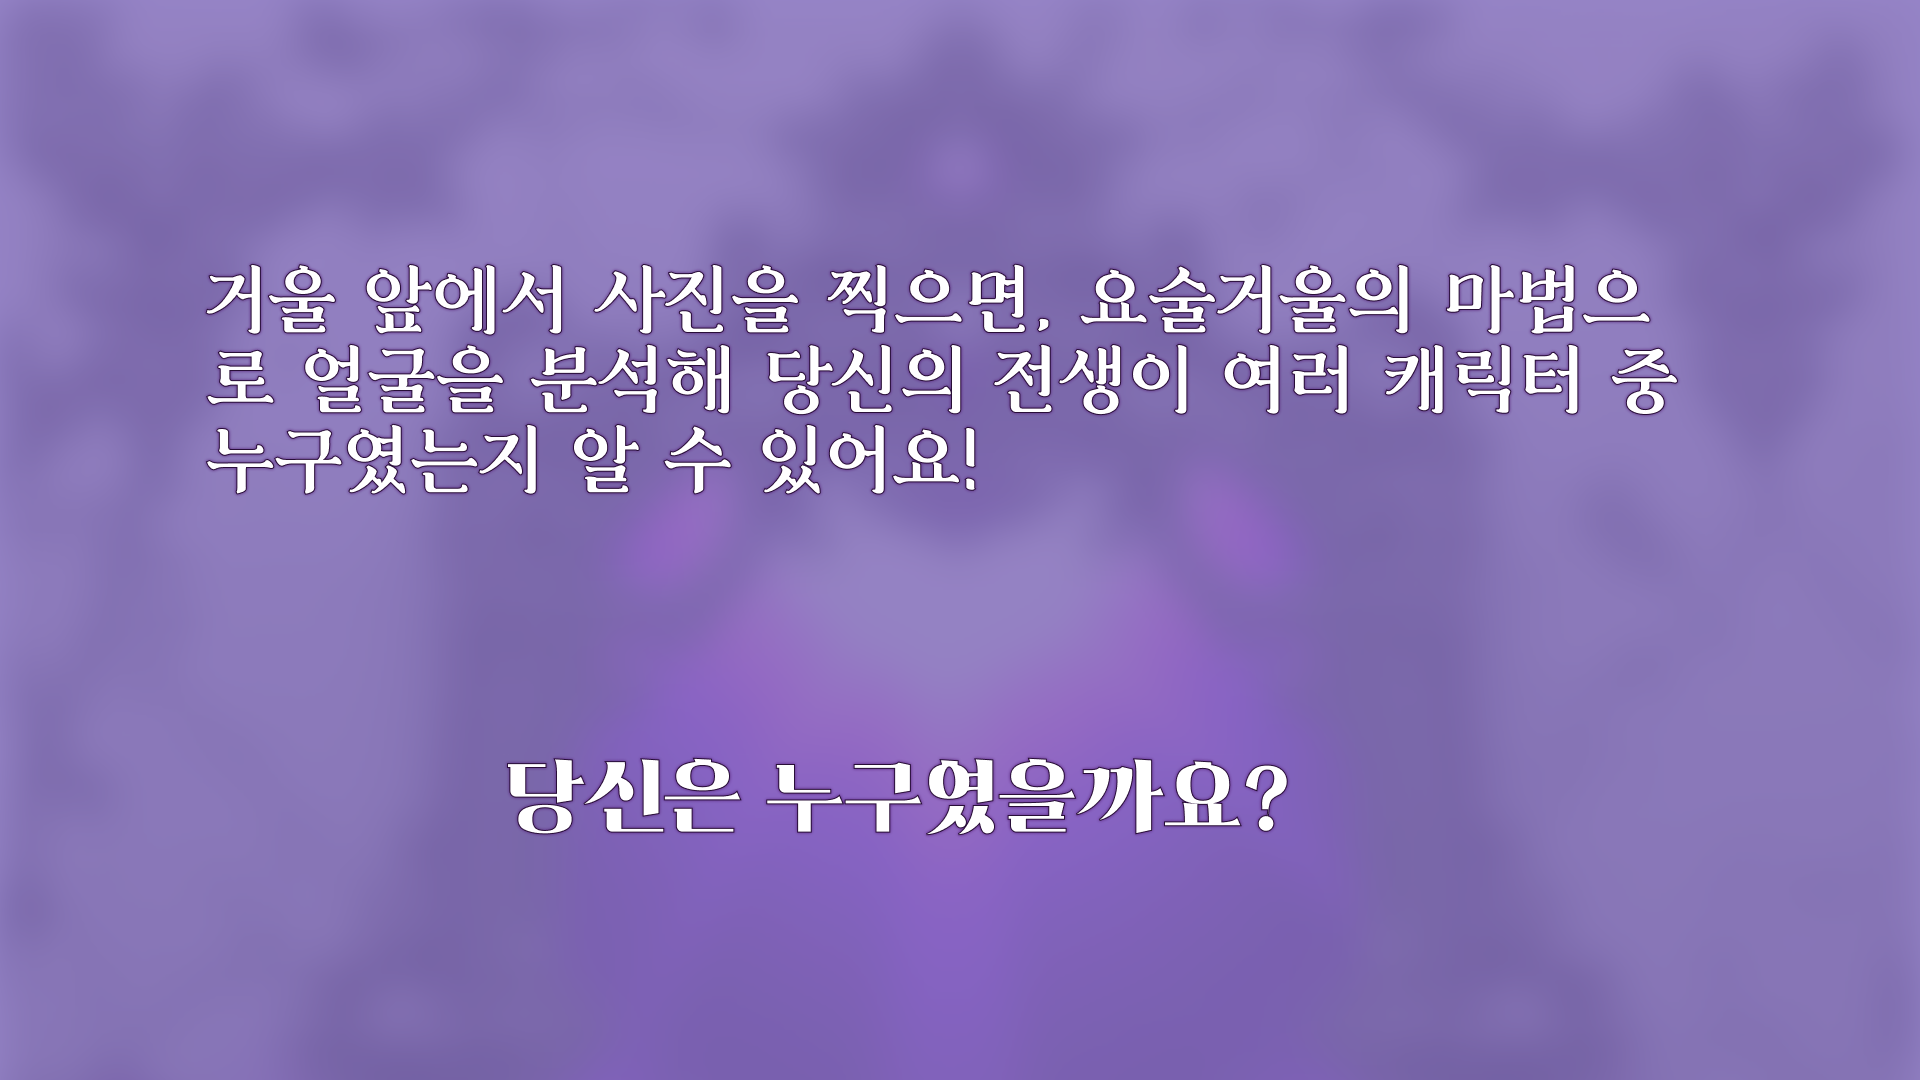 거울 앞에서 사진을 찍으면, 요술거울의 마법으
로 얼굴을 분석해 당신의 전생이 여러 캐릭터 중
누구였는지 알 수 있어요!
당신은 누구였을까요?